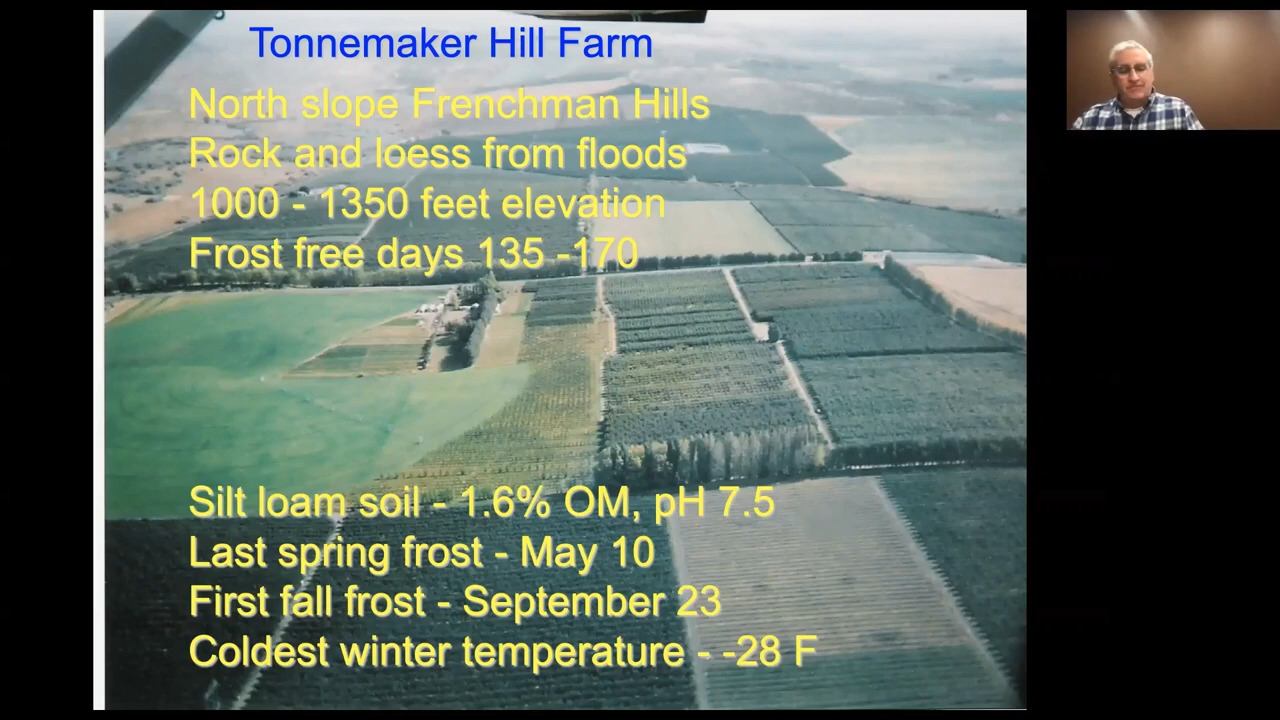 Tonnemaker Hill Farm
North slope Frenchman Hills
Rock and loess from floods
1000 - 1350 feet elevation
Frost free days 135 -170
Silt loam soil - 1.6% OM, pH 7.5
Last spring frost - May 10
First fall frost - September 23
Coldest winter temperature - -28 F